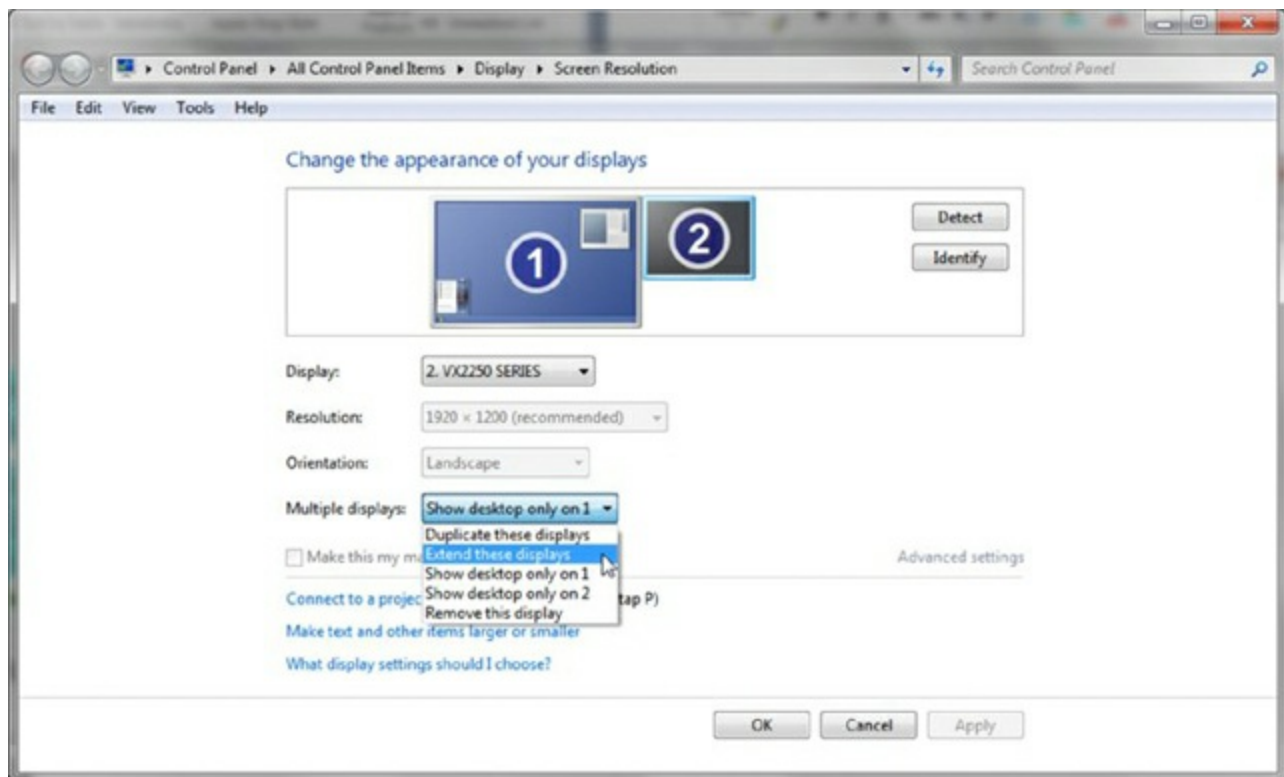 Control Panel ▸ All Control Panel Items ▸ Display ▸ Screen Resolution
Search Control Panel
File Edit View Tools Help
Change the appearance of your displays
1
2
Detect
Identify
Display: 2. VX2250 SERIES
Resolution: 1920 × 1200 (recommended)
Orientation: Landscape
Multiple displays: Show desktop only on 1
Duplicate these displays
Make this my Extend these displays Advanced settings
Show desktop only on 1
Connect to a Show desktop only on 2 tap P)
Remove this display
Make text and other items larger or smaller
What display settings should I choose?
OK Cancel Apply